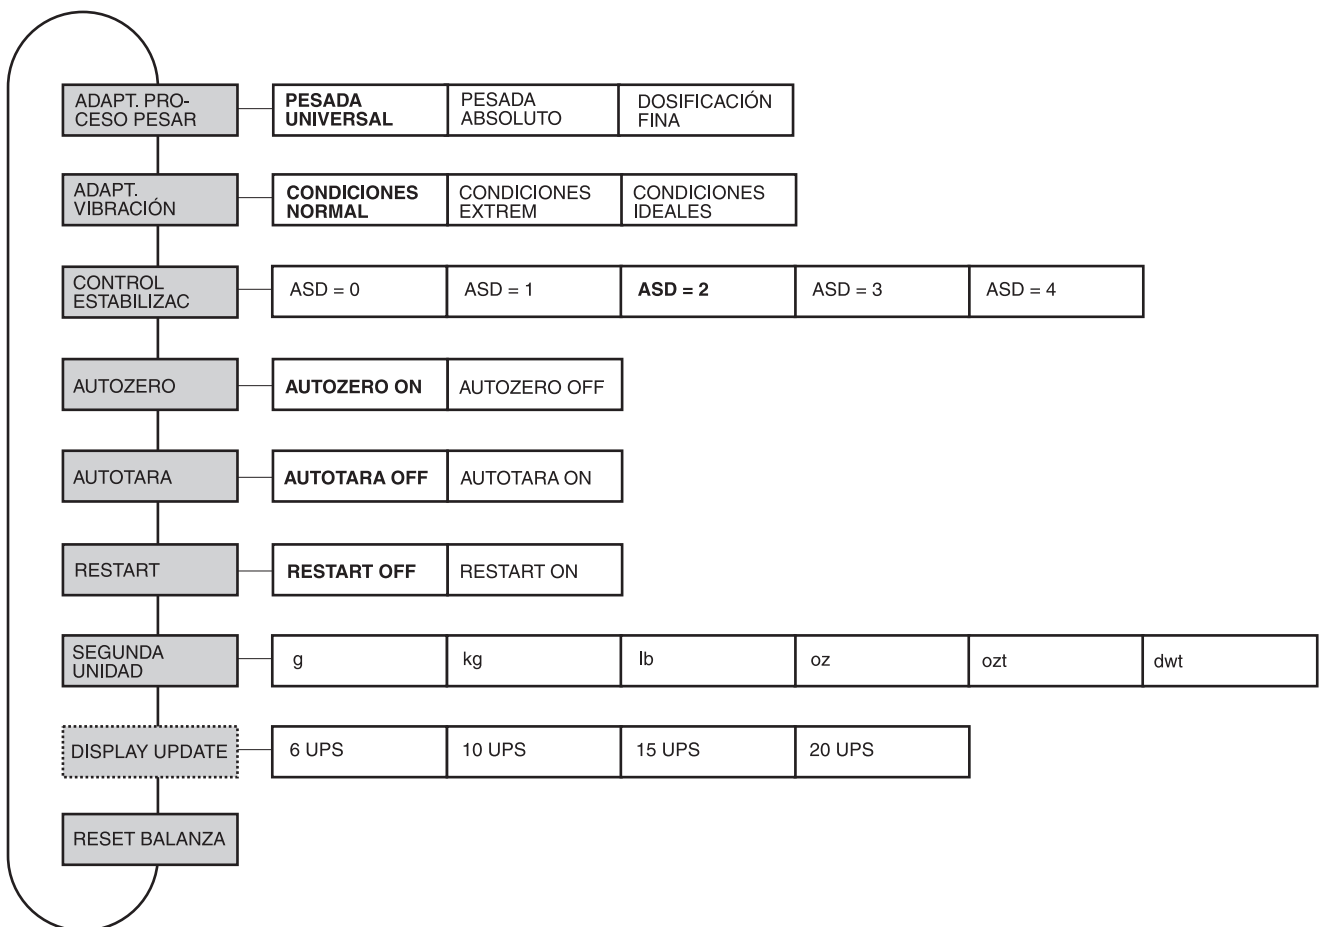 ADAPT. PRO-
CESO PESAR
PESADA
UNIVERSAL
PESADA
ABSOLUTO
DOSIFICACIÓN
FINA
ADAPT.
VIBRACIÓN
CONDICIONES
NORMAL
CONDICIONES
EXTREM
CONDICIONES
IDEALES
CONTROL
ESTABILIZAC
ASD = 0
ASD = 1
ASD = 2
ASD = 3
ASD = 4
AUTOZERO
AUTOZERO ON
AUTOZERO OFF
AUTOTARA
AUTOTARA OFF
AUTOTARA ON
RESTART
RESTART OFF
RESTART ON
SEGUNDA
UNIDAD
g
kg
lb
oz
ozt
dwt
DISPLAY UPDATE
6 UPS
10 UPS
15 UPS
20 UPS
RESET BALANZA